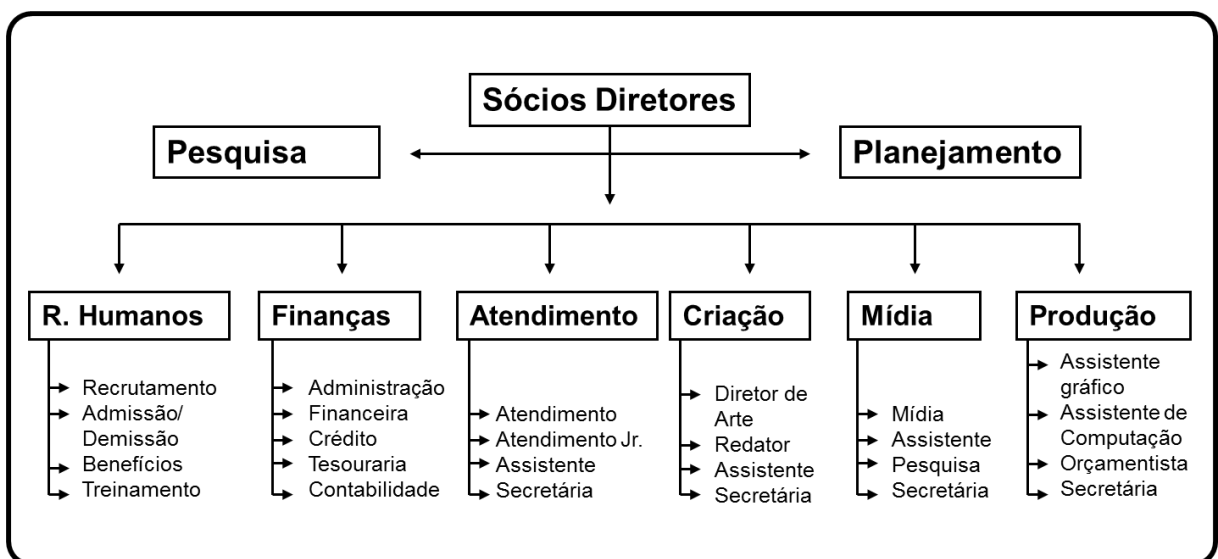 Sócios Diretores
Pesquisa
Planejamento
R. Humanos
Recrutamento
Admissão/
Demissão
Benefícios
Treinamento
Finanças
Administração
Financeira
Crédito
Tesouraria
Contabilidade
Atendimento
Atendimento
Atendimento Jr.
Assistente
Secretária
Criação
Diretor de
Arte
Redator
Assistente
Secretária
Mídia
Mídia
Assistente
Pesquisa
Secretária
Produção
Assistente
gráfico
Assistente de
Computação
Orçamentista
Secretária